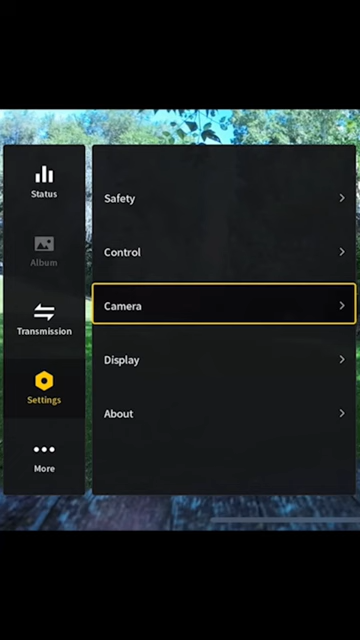 Status
Album
Transmission
Settings
More
Safety
Control
Camera
Display
About